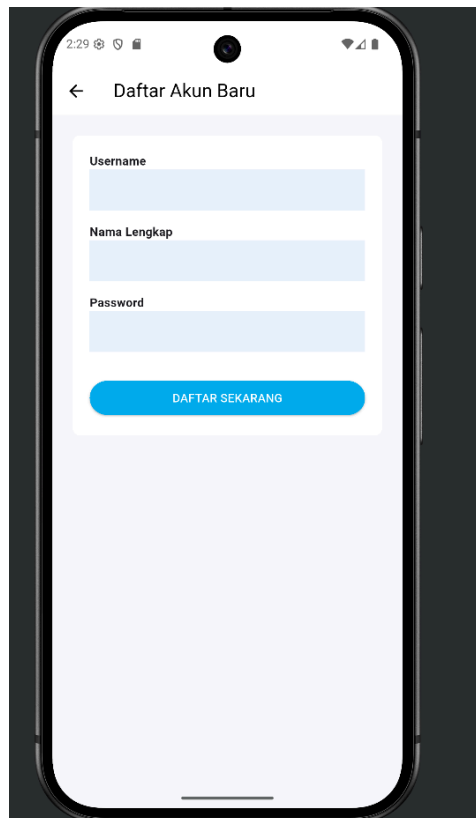 2:29
Daftar Akun Baru
Username
Nama Lengkap
Password
DAFTAR SEKARANG